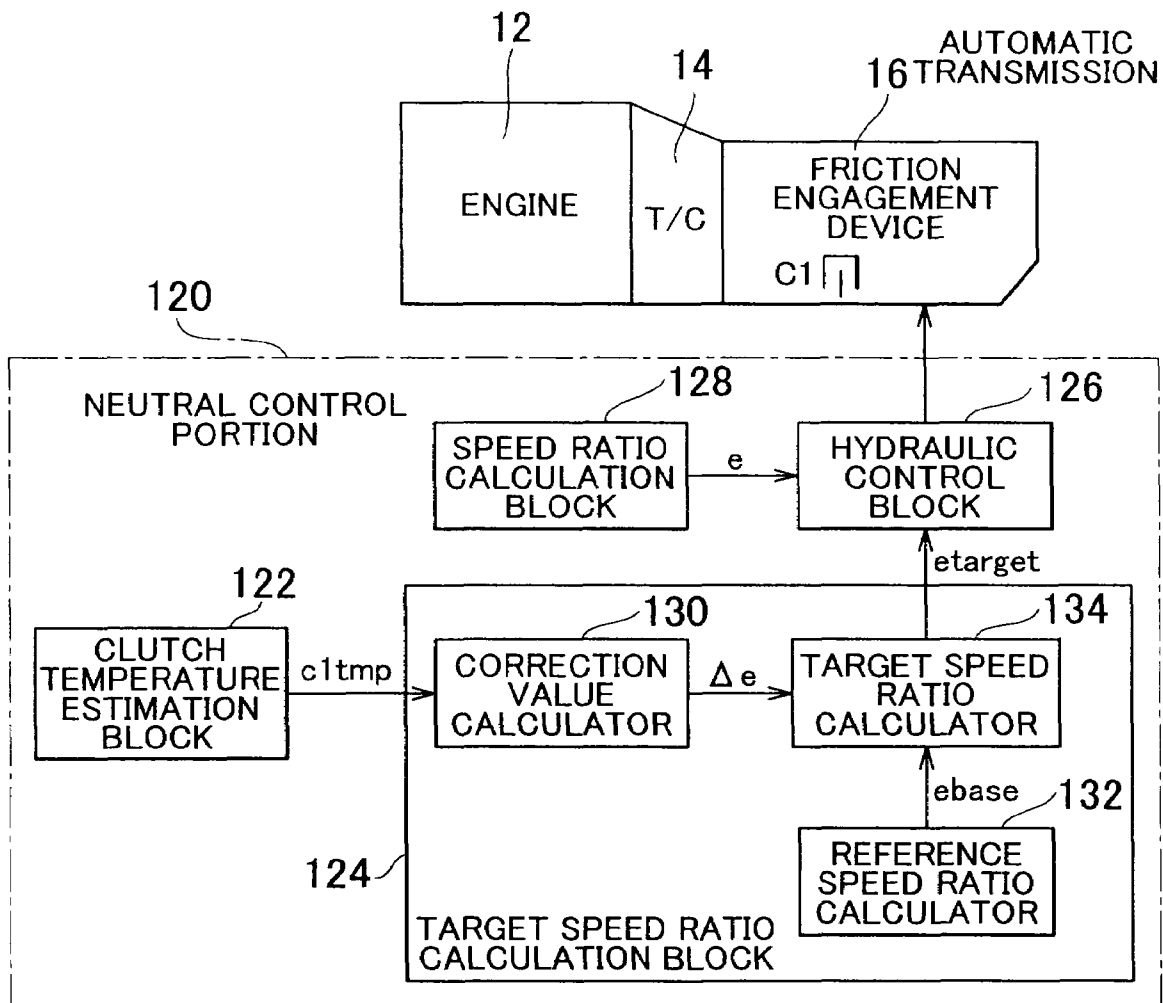 12
14
AUTOMATIC
16 TRANSMISSION
ENGINE
T/C
FRICTION
ENGAGEMENT
DEVICE
C1
120
NEUTRAL CONTROL
PORTION
128
SPEED RATIO
CALCULATION
BLOCK
e
126
HYDRAULIC
CONTROL
BLOCK
etarget
122
CLUTCH
TEMPERATURE
ESTIMATION
BLOCK
c1tmp
130
CORRECTION
VALUE
CALCULATOR
Δe
134
TARGET SPEED
RATIO
CALCULATOR
ebase
132
REFERENCE
SPEED RATIO
CALCULATOR
124
TARGET SPEED RATIO
CALCULATION BLOCK